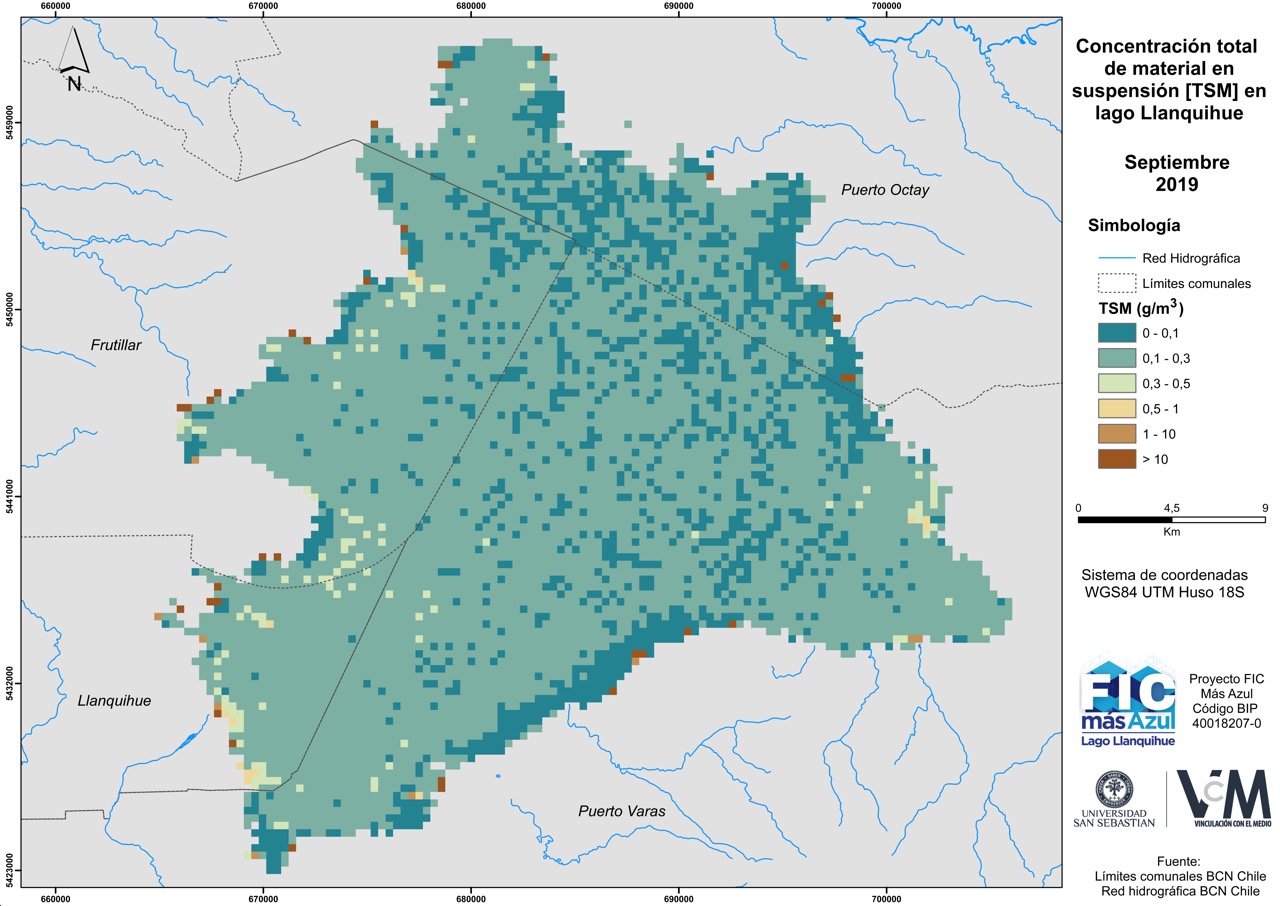 660000
670000
680000
690000
700000
N
5459000
5450000
5441000
5432000
5423000
Puerto Octay
Frutillar
Llanquihue
Puerto Varas
660000
670000
680000
690000
700000
Concentración total
de material en
suspensión [TSM] en
lago Llanquihue
Septiembre
2019
Simbología
Red Hidrográfica
Límites comunales
TSM (g/m³)
0 - 0,1
0,1 - 0,3
0,3 - 0,5
0,5 - 1
1 - 10
> 10
0 4,5 9
Km
Sistema de coordenadas
WGS84 UTM Huso 18S
FIC
más Azul
Lago Llanquihue
Proyecto FIC
Más Azul
Código BIP
40018207-0
UNIVERSIDAD
SAN SEBASTIAN
VcM
VINCULACIÓN CON EL MEDIO
Fuente:
Límites comunales BCN Chile
Red hidrográfica BCN Chile